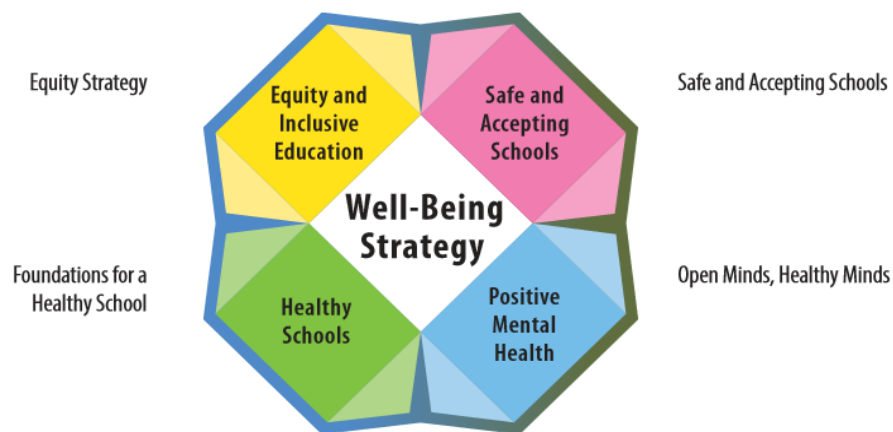 Equity Strategy
Equity and
Inclusive
Education
Safe and
Accepting
Schools
Safe and Accepting Schools
Well-Being
Strategy
Foundations for a
Healthy School
Healthy
Schools
Positive
Mental
Health
Open Minds, Healthy Minds